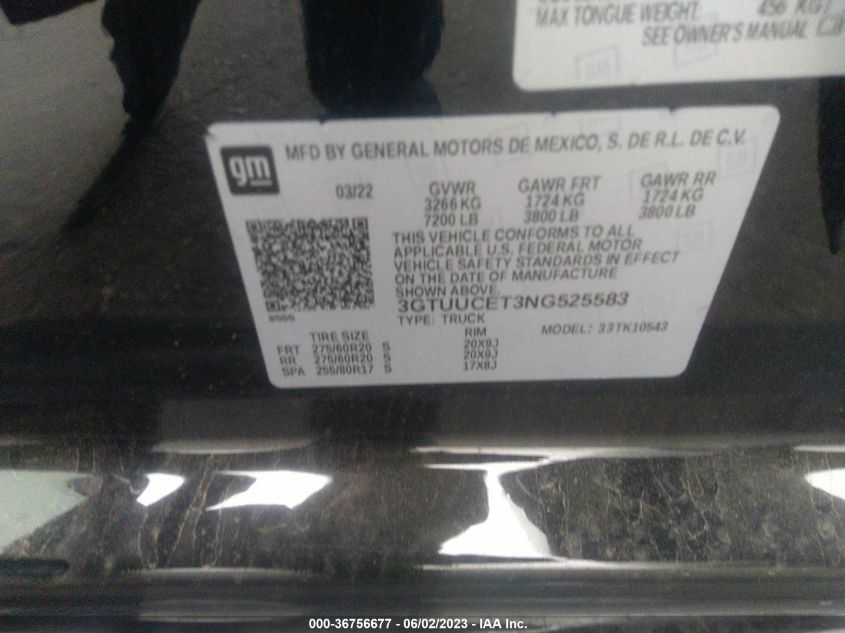 MAX TONGUE WEIGHT: 456 KG
SEE OWNER'S MANUAL
gm
MFD BY GENERAL MOTORS DE MEXICO, S. DE R.L. DE C.V.
03/22 GVWR GAWR FRT GAWR RR
3266 KG 1724 KG 1724 KG
7200 LB 3800 LB 3800 LB
THIS VEHICLE CONFORMS TO ALL
APPLICABLE U.S. FEDERAL MOTOR
VEHICLE SAFETY STANDARDS IN EFFECT
ON THE DATE OF MANUFACTURE
SHOWN ABOVE.
3GTUUCET3NG525583
TYPE: TRUCK MODEL: 33TK10543
TIRE SIZE RIM
FRT 275/60R20 S 20X9J
RR 275/60R20 S 20X9J
SPA 255/80R17 S 17X8J
000-36756677 - 06/02/2023 - IAA Inc.